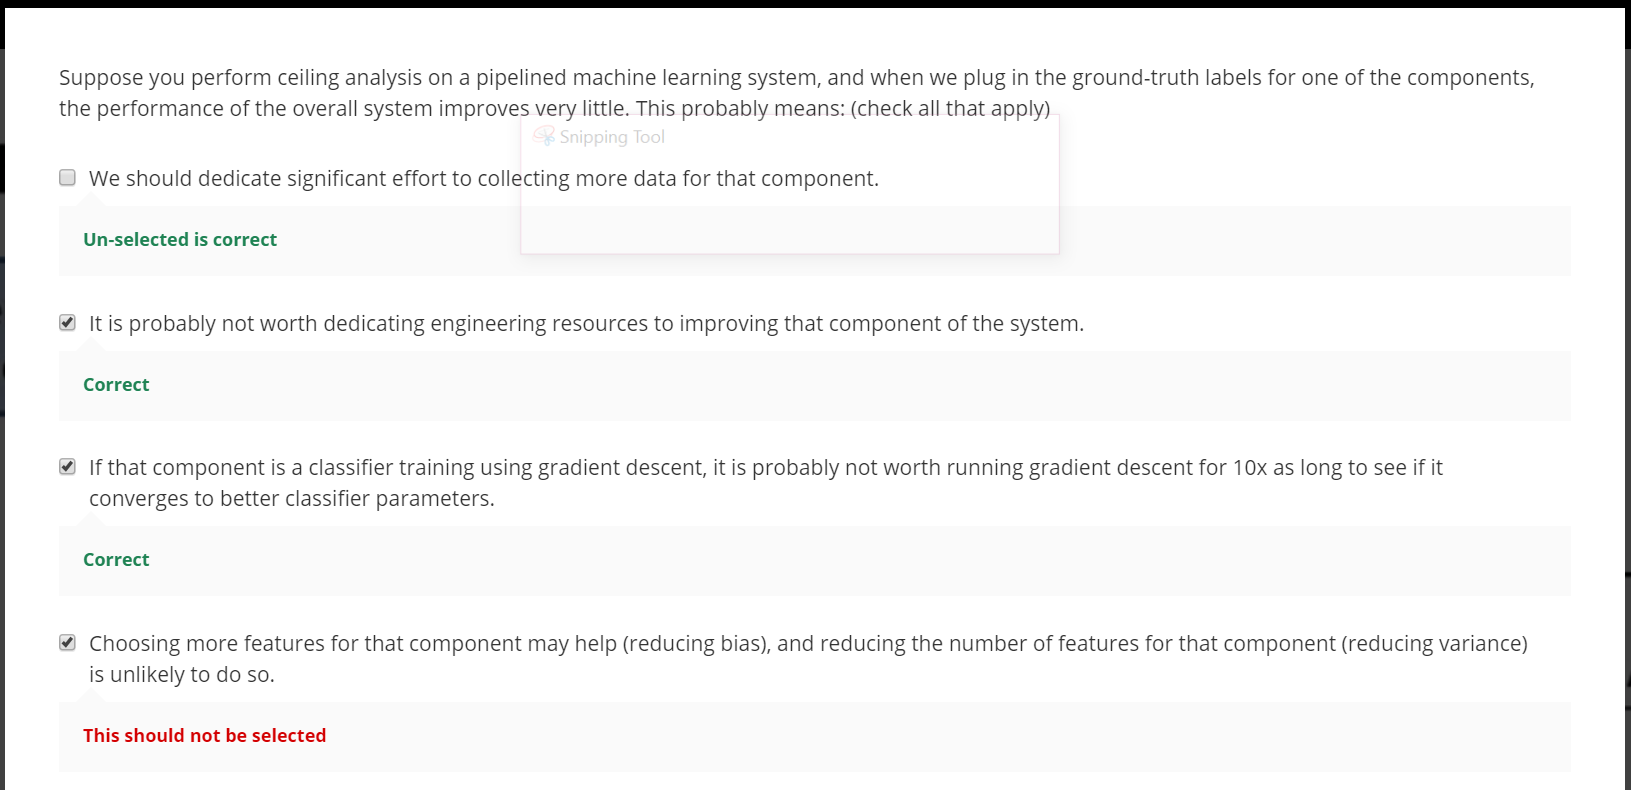 Suppose you perform ceiling analysis on a pipelined machine learning system, and when we plug in the ground-truth labels for one of the components,
the performance of the overall system improves very little. This probably means: (check all that apply)
Snipping Tool
We should dedicate significant effort to collecting more data for that component.
Un-selected is correct
It is probably not worth dedicating engineering resources to improving that component of the system.
Correct
If that component is a classifier training using gradient descent, it is probably not worth running gradient descent for 10x as long to see if it
converges to better classifier parameters.
Correct
Choosing more features for that component may help (reducing bias), and reducing the number of features for that component (reducing variance)
is unlikely to do so.
This should not be selected